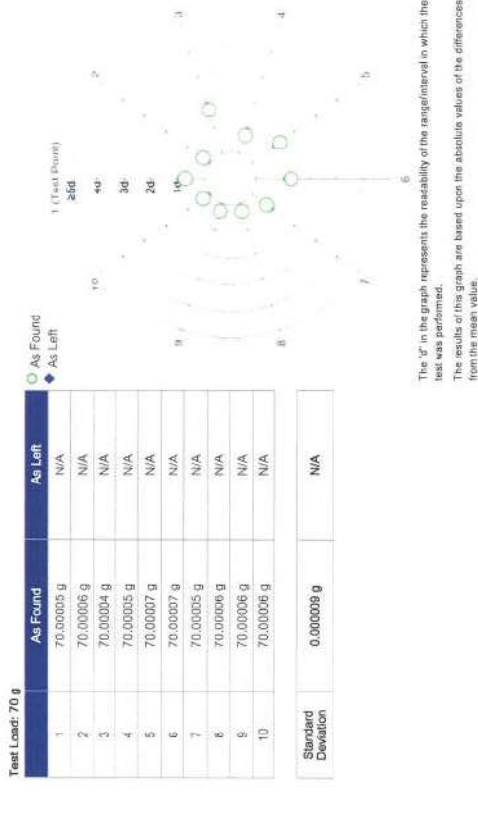 Test Load: 70 g
As Found As Left
1 70.00005 g N/A
2 70.00006 g N/A
3 70.00004 g N/A
4 70.00005 g N/A
5 70.00007 g N/A
6 70.00007 g N/A
7 70.00005 g N/A
8 70.00006 g N/A
9 70.00006 g N/A
10 70.00006 g N/A
Standard
Deviation 0.000009 g N/A
As Found
As Left
1 (Test Point)
≥5d
4d
3d
2d
1d
2
3
4
5
6
7
8
9
10
The "d" in the graph represents the readability of the range/interval in which the
test was performed.
The results of this graph are based upon the absolute values of the differences
from the mean value.